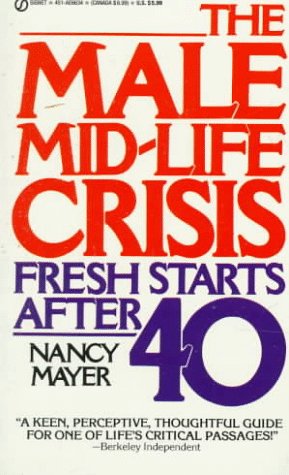 SIGNET • 451-AE6634 • (CANADA $6.99) • U.S. $5.99
THE
MALE
MID-LIFE
CRISIS
FRESH STARTS
AFTER
40
NANCY
MAYER
"A KEEN, PERCEPTIVE, THOUGHTFUL GUIDE
FOR ONE OF LIFE'S CRITICAL PASSAGES!"
—Berkeley Independent